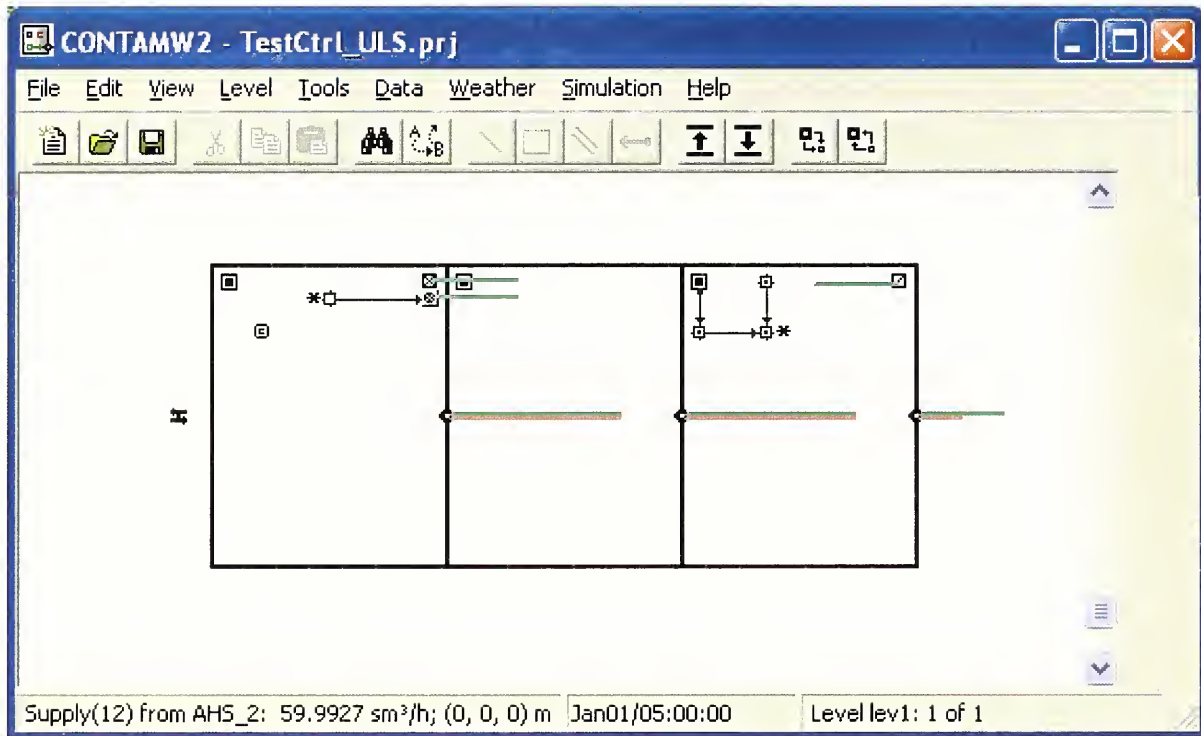 CONTAMW2 - TestCtrl_ULS.prj
File Edit View Level Tools Data Weather Simulation Help
A B
Supply(12) from AHS_2: 59.9927 sm³/h; (0, 0, 0) m Jan01/05:00:00 Level lev1: 1 of 1